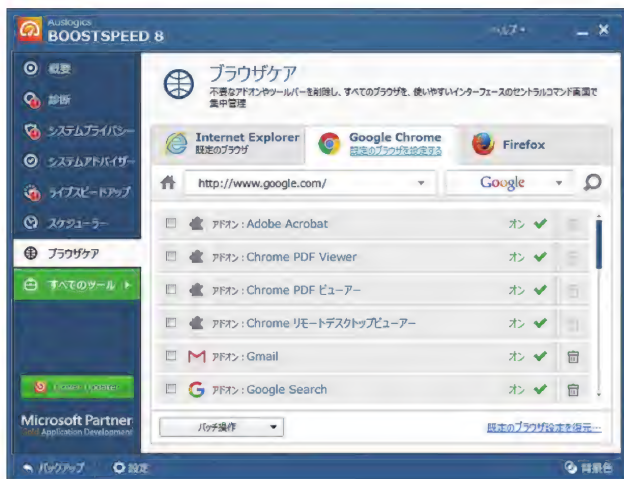 Auslogics
BOOSTSPEED 8
ヘルプ
概要
診断
システムプライバシー
システムアドバイザー
ライブスピードアップ
スケジューラー
ブラウザケア
すべてのツール
Microsoft Partner
Gold Application Development
バックアップ
設定
ブラウザケア
不要なアドオンやツールバーを削除し、すべてのブラウザを、使いやすいインターフェースのセントラルコマンド画面で
集中管理
Internet Explorer
既定のブラウザ
Google Chrome
既定のブラウザを設定する
Firefox
http://www.google.com/
Google
アドオン : Adobe Acrobat オン
アドオン : Chrome PDF Viewer オン
アドオン : Chrome PDF ビューアー オン
アドオン : Chrome リモートデスクトップビューアー オン
アドオン : Gmail オン
アドオン : Google Search オン
バッチ操作
既定のブラウザ設定を復元...
背景色